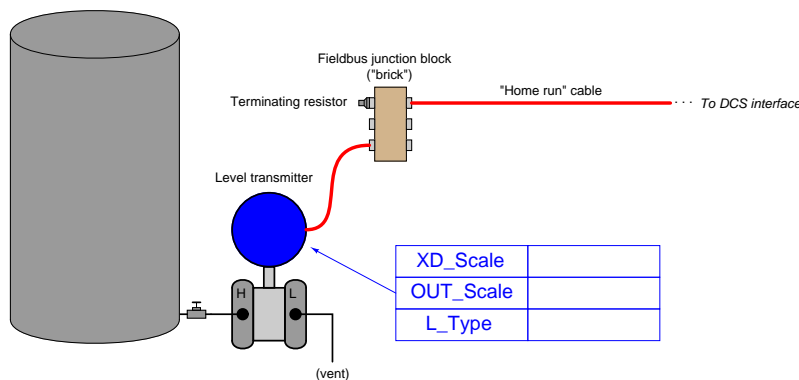 Fieldbus junction block
("brick")
Terminating resistor
"Home run" cable
To DCS interface
Level transmitter
H
L
XD_Scale
OUT_Scale
L_Type
(vent)